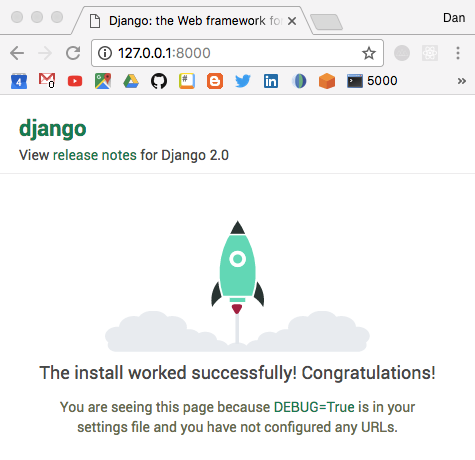 Django: the Web framework fo
Dan
127.0.0.1:8000
4
0
#
5000
»
django
View release notes for Django 2.0
The install worked successfully! Congratulations!
You are seeing this page because DEBUG=True is in your
settings file and you have not configured any URLs.